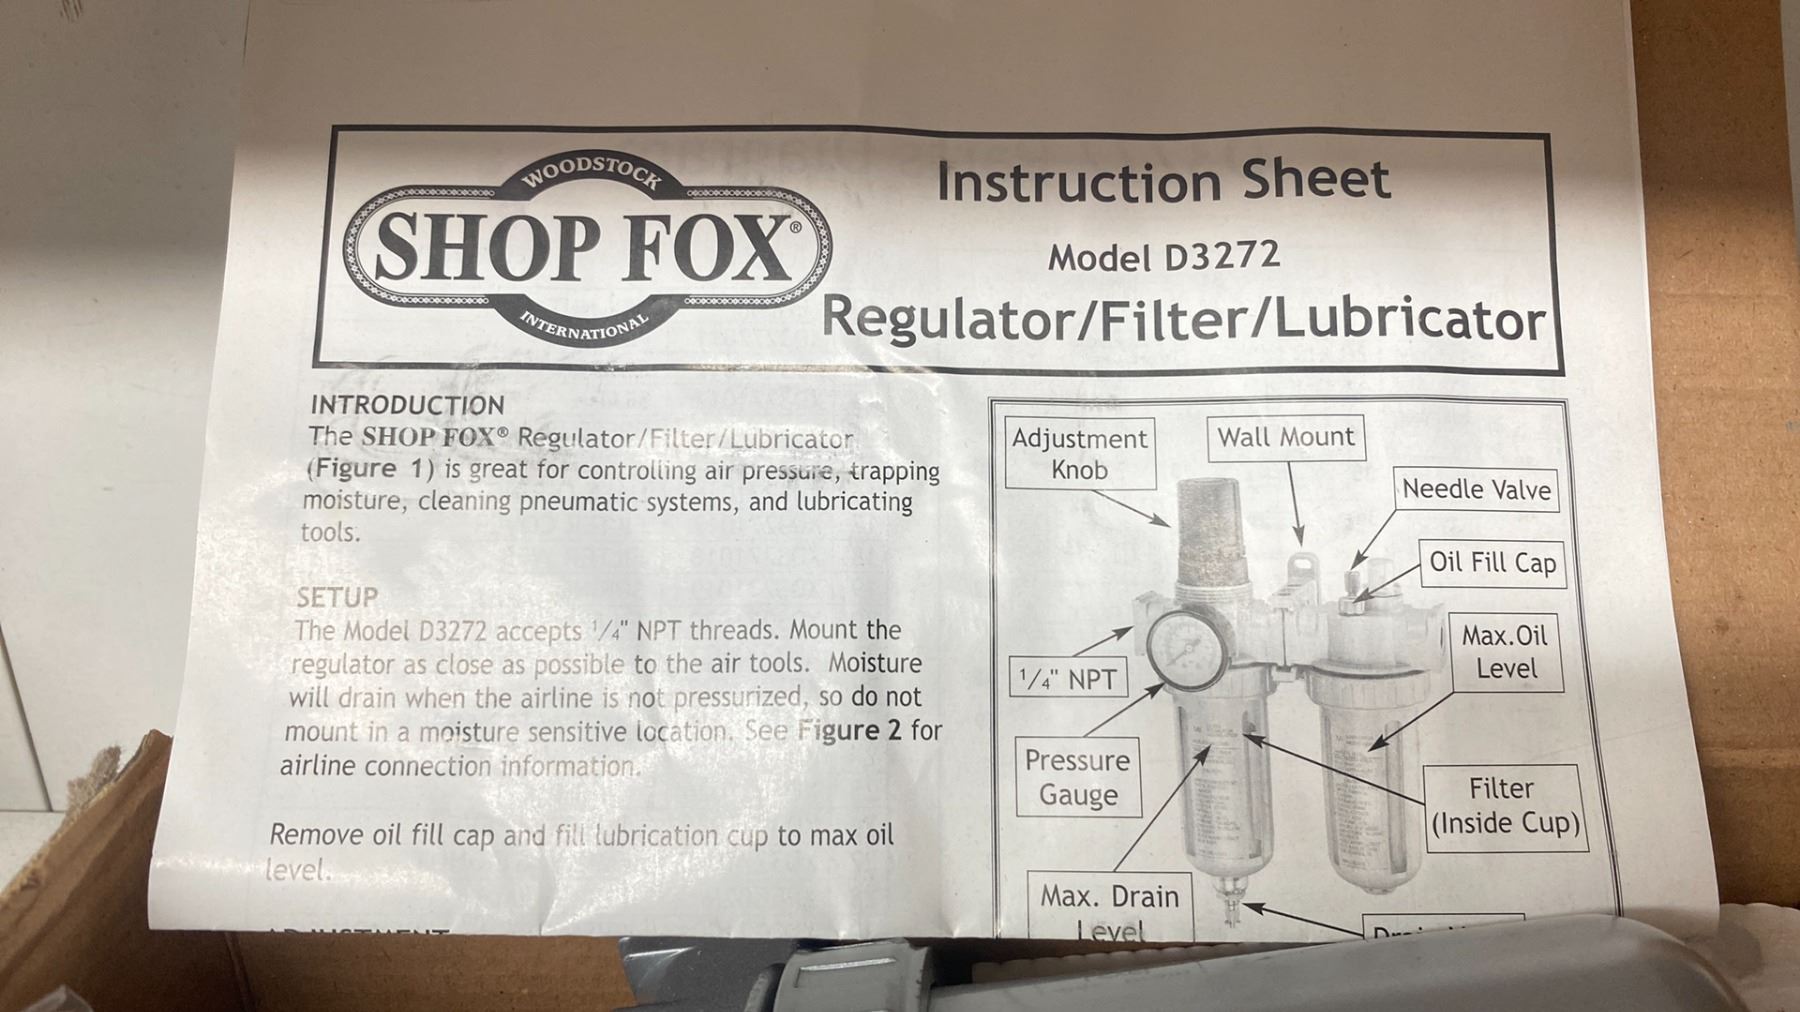 WOODSTOCK
SHOP FOX®
INTERNATIONAL
Instruction Sheet
Model D3272
Regulator/Filter/Lubricator
INTRODUCTION
The SHOP FOX® Regulator/Filter/Lubricator
(Figure 1) is great for controlling air pressure, trapping
moisture, cleaning pneumatic systems, and lubricating
tools.
SETUP
The Model D3272 accepts 1/4" NPT threads. Mount the
regulator as close as possible to the air tools. Moisture
will drain when the airline is not pressurized, so do not
mount in a moisture sensitive location. See Figure 2 for
airline connection information.
Remove oil fill cap and fill lubrication cup to max oil
level.
Adjustment
Knob
Wall Mount
Needle Valve
Oil Fill Cap
Max.Oil
Level
1/4" NPT
Pressure
Gauge
Filter
(Inside Cup)
Max. Drain
Level